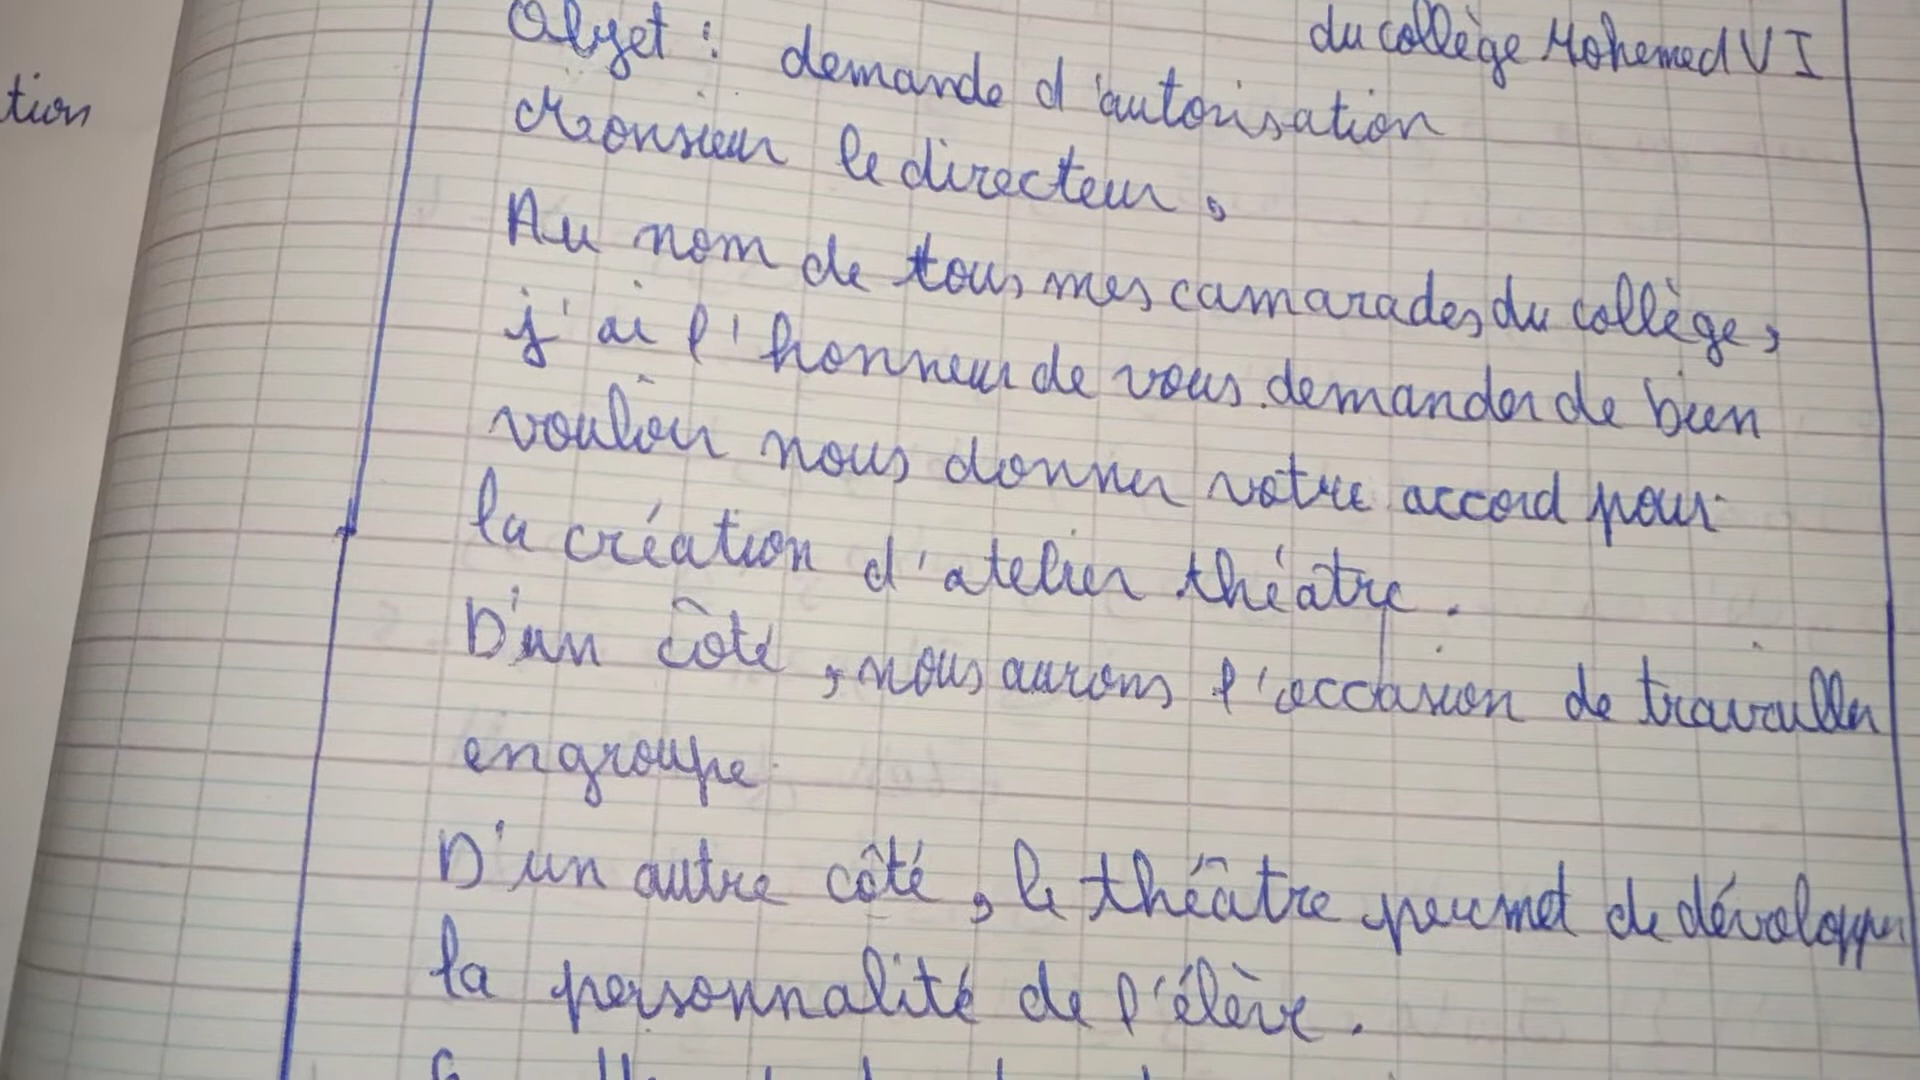 du collège Mohemed VI
Objet : demande d'autorisation
tion
Monsieur le directeur,
Au nom de tous mes camarades du collège,
j'ai l'honneur de vous demander de bien
vouloir nous donner votre accord pour
la création d'atelier théâtre.
D'un côté, nous aurons l'occasion de travailler
en groupe
D'un autre côté, le théâtre permet de développer
la personnalité de l'élève.